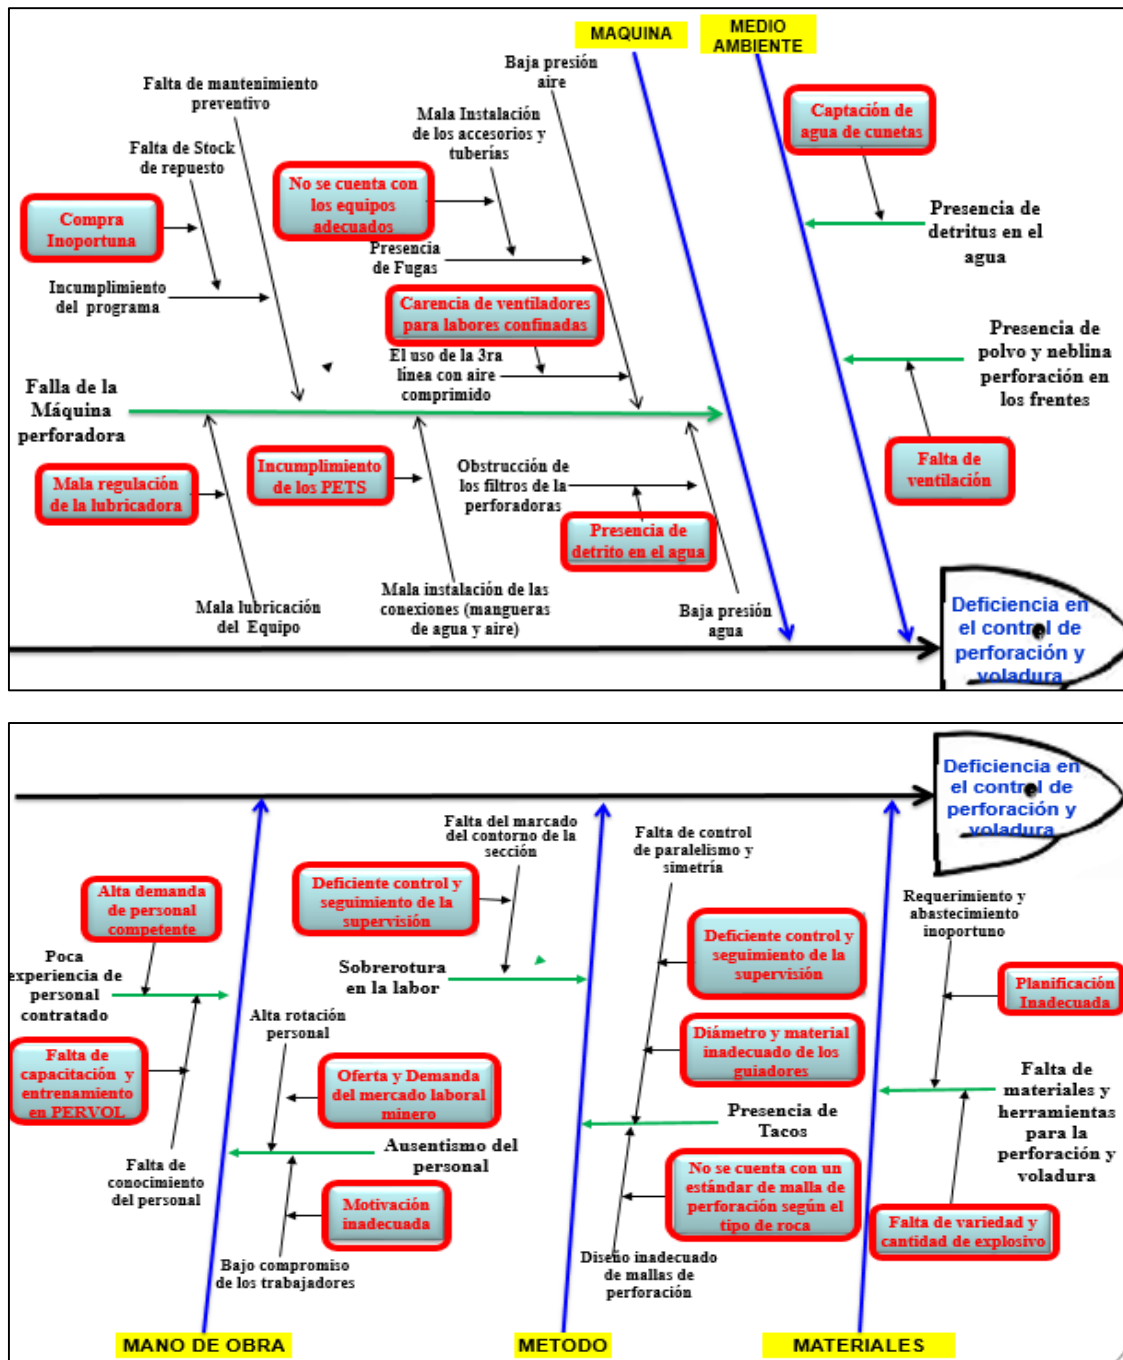 MAQUINA
MEDIO
AMBIENTE
Baja presión
aire
Falta de mantenimiento
preventivo
Captación de
agua de cunetas
Mala Instalación
de los accesorios y
tuberías
Falta de Stock
de repuesto
No se cuenta con
los equipos
adecuados
Compra
Inoportuna
Presencia de
detritus en el
agua
Presencia
de Fugas
Incumplimiento
del programa
Carencia de ventiladores
para labores confinadas
Presencia de
polvo y neblina
perforación en
los frentes
El uso de la 3ra
línea con aire
comprimido
Falla de la
Máquina
perforadora
Incumplimiento
de los PETS
Obstrucción de
los filtros de la
perforadoras
Falta de
ventilación
Mala regulación
de la lubricadora
Presencia de
detrito en el agua
Mala lubricación
del Equipo
Mala instalación de las
conexiones (mangueras
de agua y aire)
Baja presión
agua
Deficiencia en
el control de
perforación y
voladura
Deficiencia en
el control de
perforación y
voladura
Falta del marcado
del contorno de la
sección
Falta de control
de paralelismo y
simetría
Alta demanda
de personal
competente
Deficiente control y
seguimiento de la
supervisión
Requerimiento y
abastecimiento
inoportuno
Deficiente control y
seguimiento de la
supervisión
Poca
experiencia de
personal
contratado
Sobrerotura
en la labor
Planificación
Inadecuada
Alta rotación
personal
Diámetro y material
inadecuado de los
guiadores
Falta de
capacitación y
entrenamiento
en PERVOL
Oferta y Demanda
del mercado laboral
minero
Falta de
materiales y
herramientas
para la
perforación y
voladura
Presencia de
Tacos
Ausentismo del
personal
Falta de
conocimiento
del personal
No se cuenta con un
estándar de malla de
perforación según el
tipo de roca
Motivación
inadecuada
Falta de variedad y
cantidad de explosivo
Bajo compromiso
de los trabajadores
Diseño inadecuado
de mallas de
perforación
MANO DE OBRA
METODO
MATERIALES